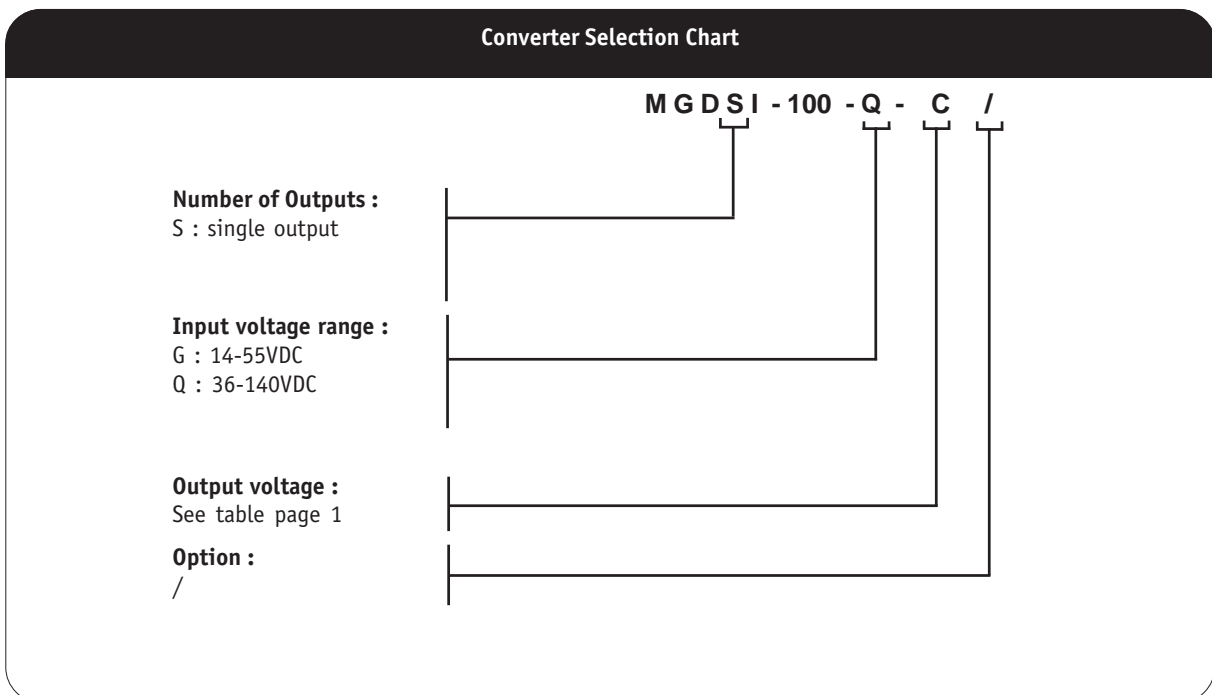 Converter Selection Chart
M G D S I - 100 - Q - C /
Number of Outputs :
S : single output
Input voltage range :
G : 14-55VDC
Q : 36-140VDC
Output voltage :
See table page 1
Option :
/